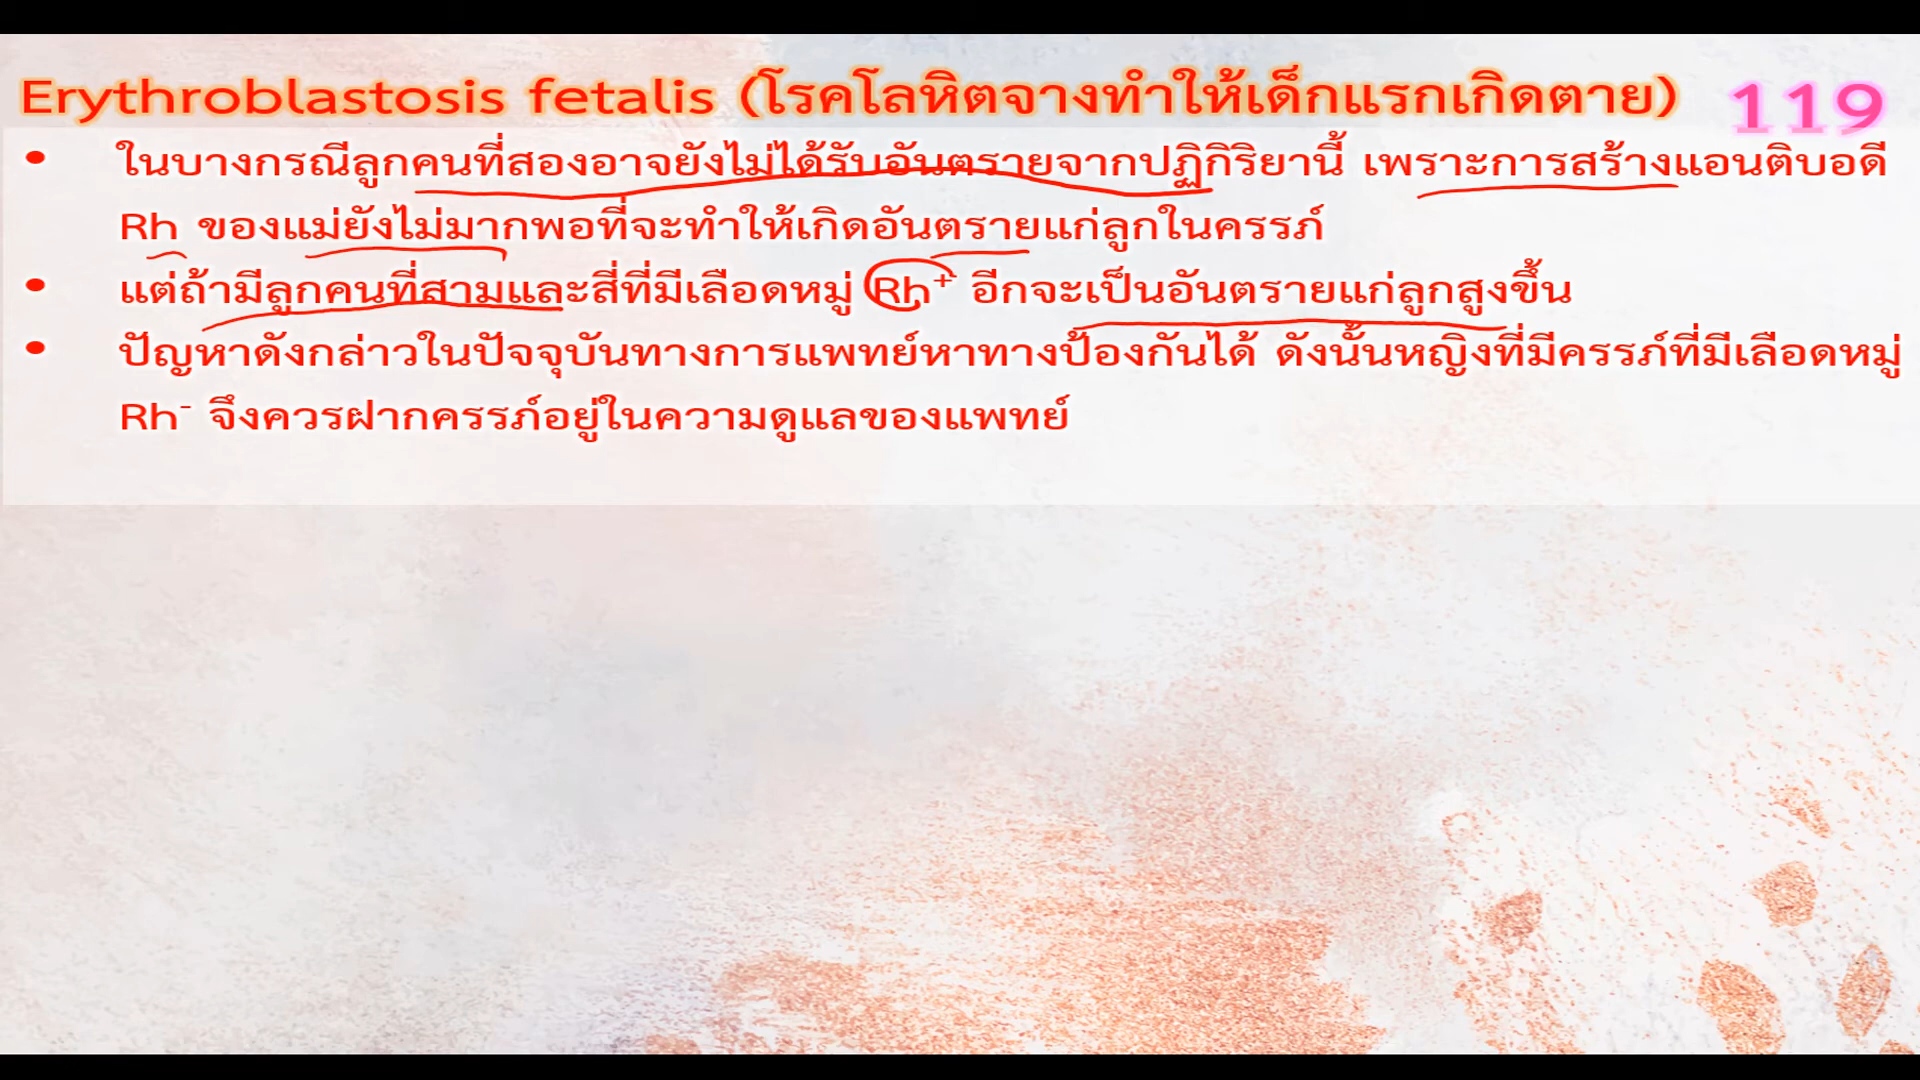 Erythroblastosis fetalis (โรคโลหิตจางทำให้เด็กแรกเกิดตาย) 119
• ในบางกรณีลูกคนที่สองอาจยังไม่ได้รับอันตรายจากปฏิกิริยานี้ เพราะการสร้างแอนติบอดี
Rh ของแม่ยังไม่มากพอที่จะทำให้เกิดอันตรายแก่ลูกในครรภ์
• แต่ถ้ามีลูกคนที่สามและสี่ที่มีเลือดหมู่ Rh⁺ อีกจะเป็นอันตรายแก่ลูกสูงขึ้น
• ปัญหาดังกล่าวในปัจจุบันทางการแพทย์หาทางป้องกันได้ ดังนั้นหญิงที่มีครรภ์ที่มีเลือดหมู่
Rh⁻ จึงควรฝากครรภ์อยู่ในความดูแลของแพทย์